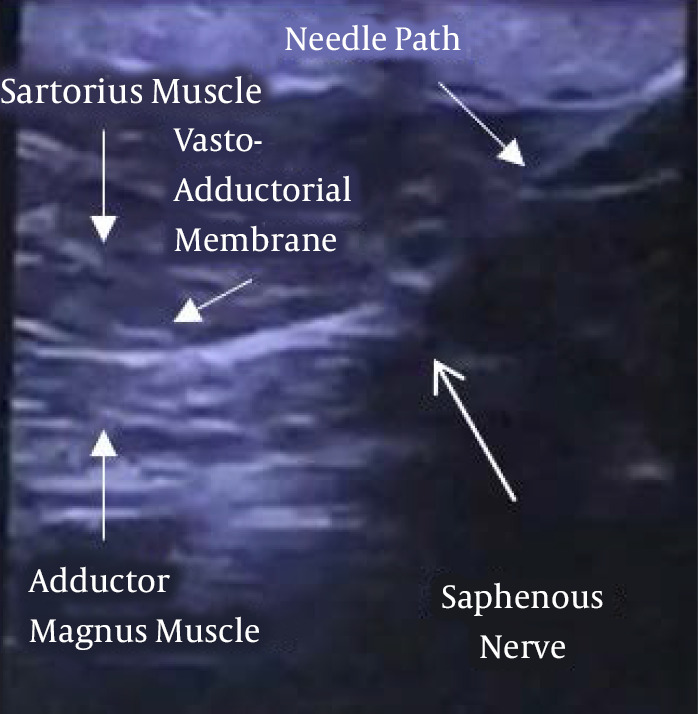 Needle Path
Sartorius Muscle
Vasto-
Adductorial
Membrane
Adductor
Magnus Muscle
Saphenous
Nerve